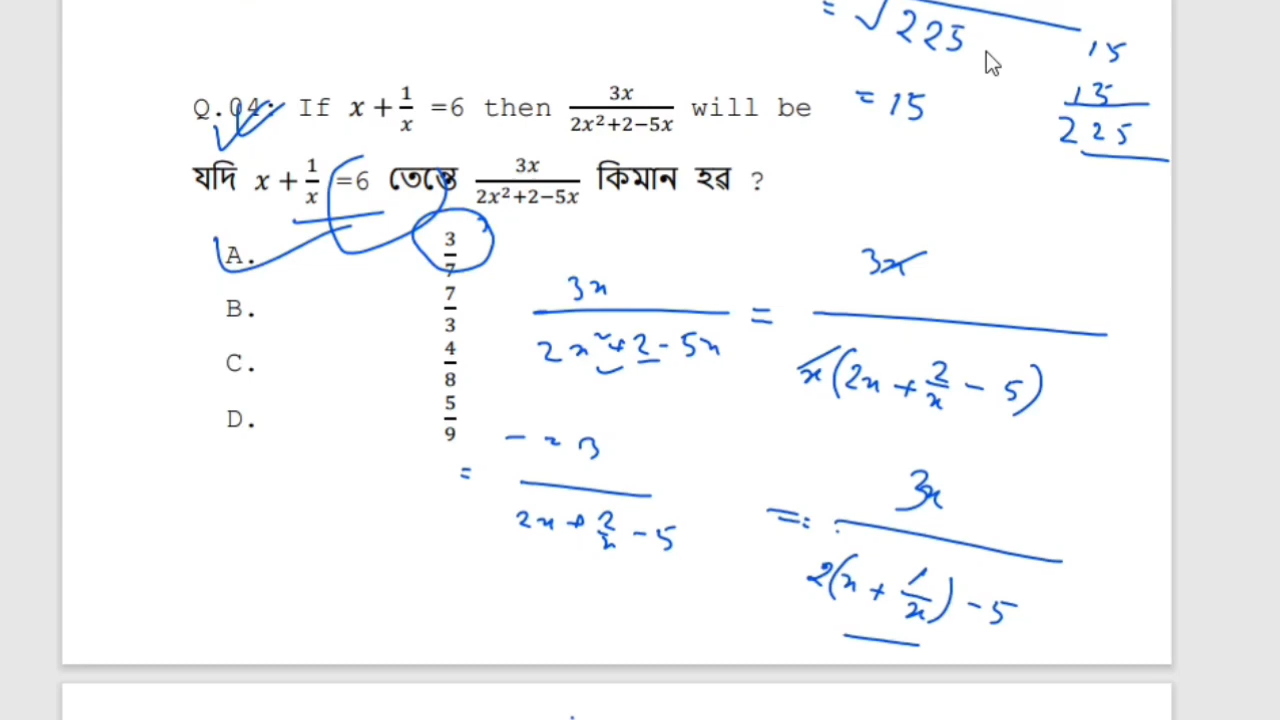 = √225
15
= 15
15
225
Q.04: If x + 1/x =6 then 3x/(2x²+2−5x) will be
যদি x + 1/x =6 তেন্তে 3x/(2x²+2−5x) কিমান হৱ ?
A. 3/7
B. 7/3
C. 4/8
D. 5/9
3x/(2x²+2-5x) = 3x/(x(2x + 2/x - 5))
= 3/(2x + 2/x - 5)
= 3x/(2(x + 1/x) - 5)